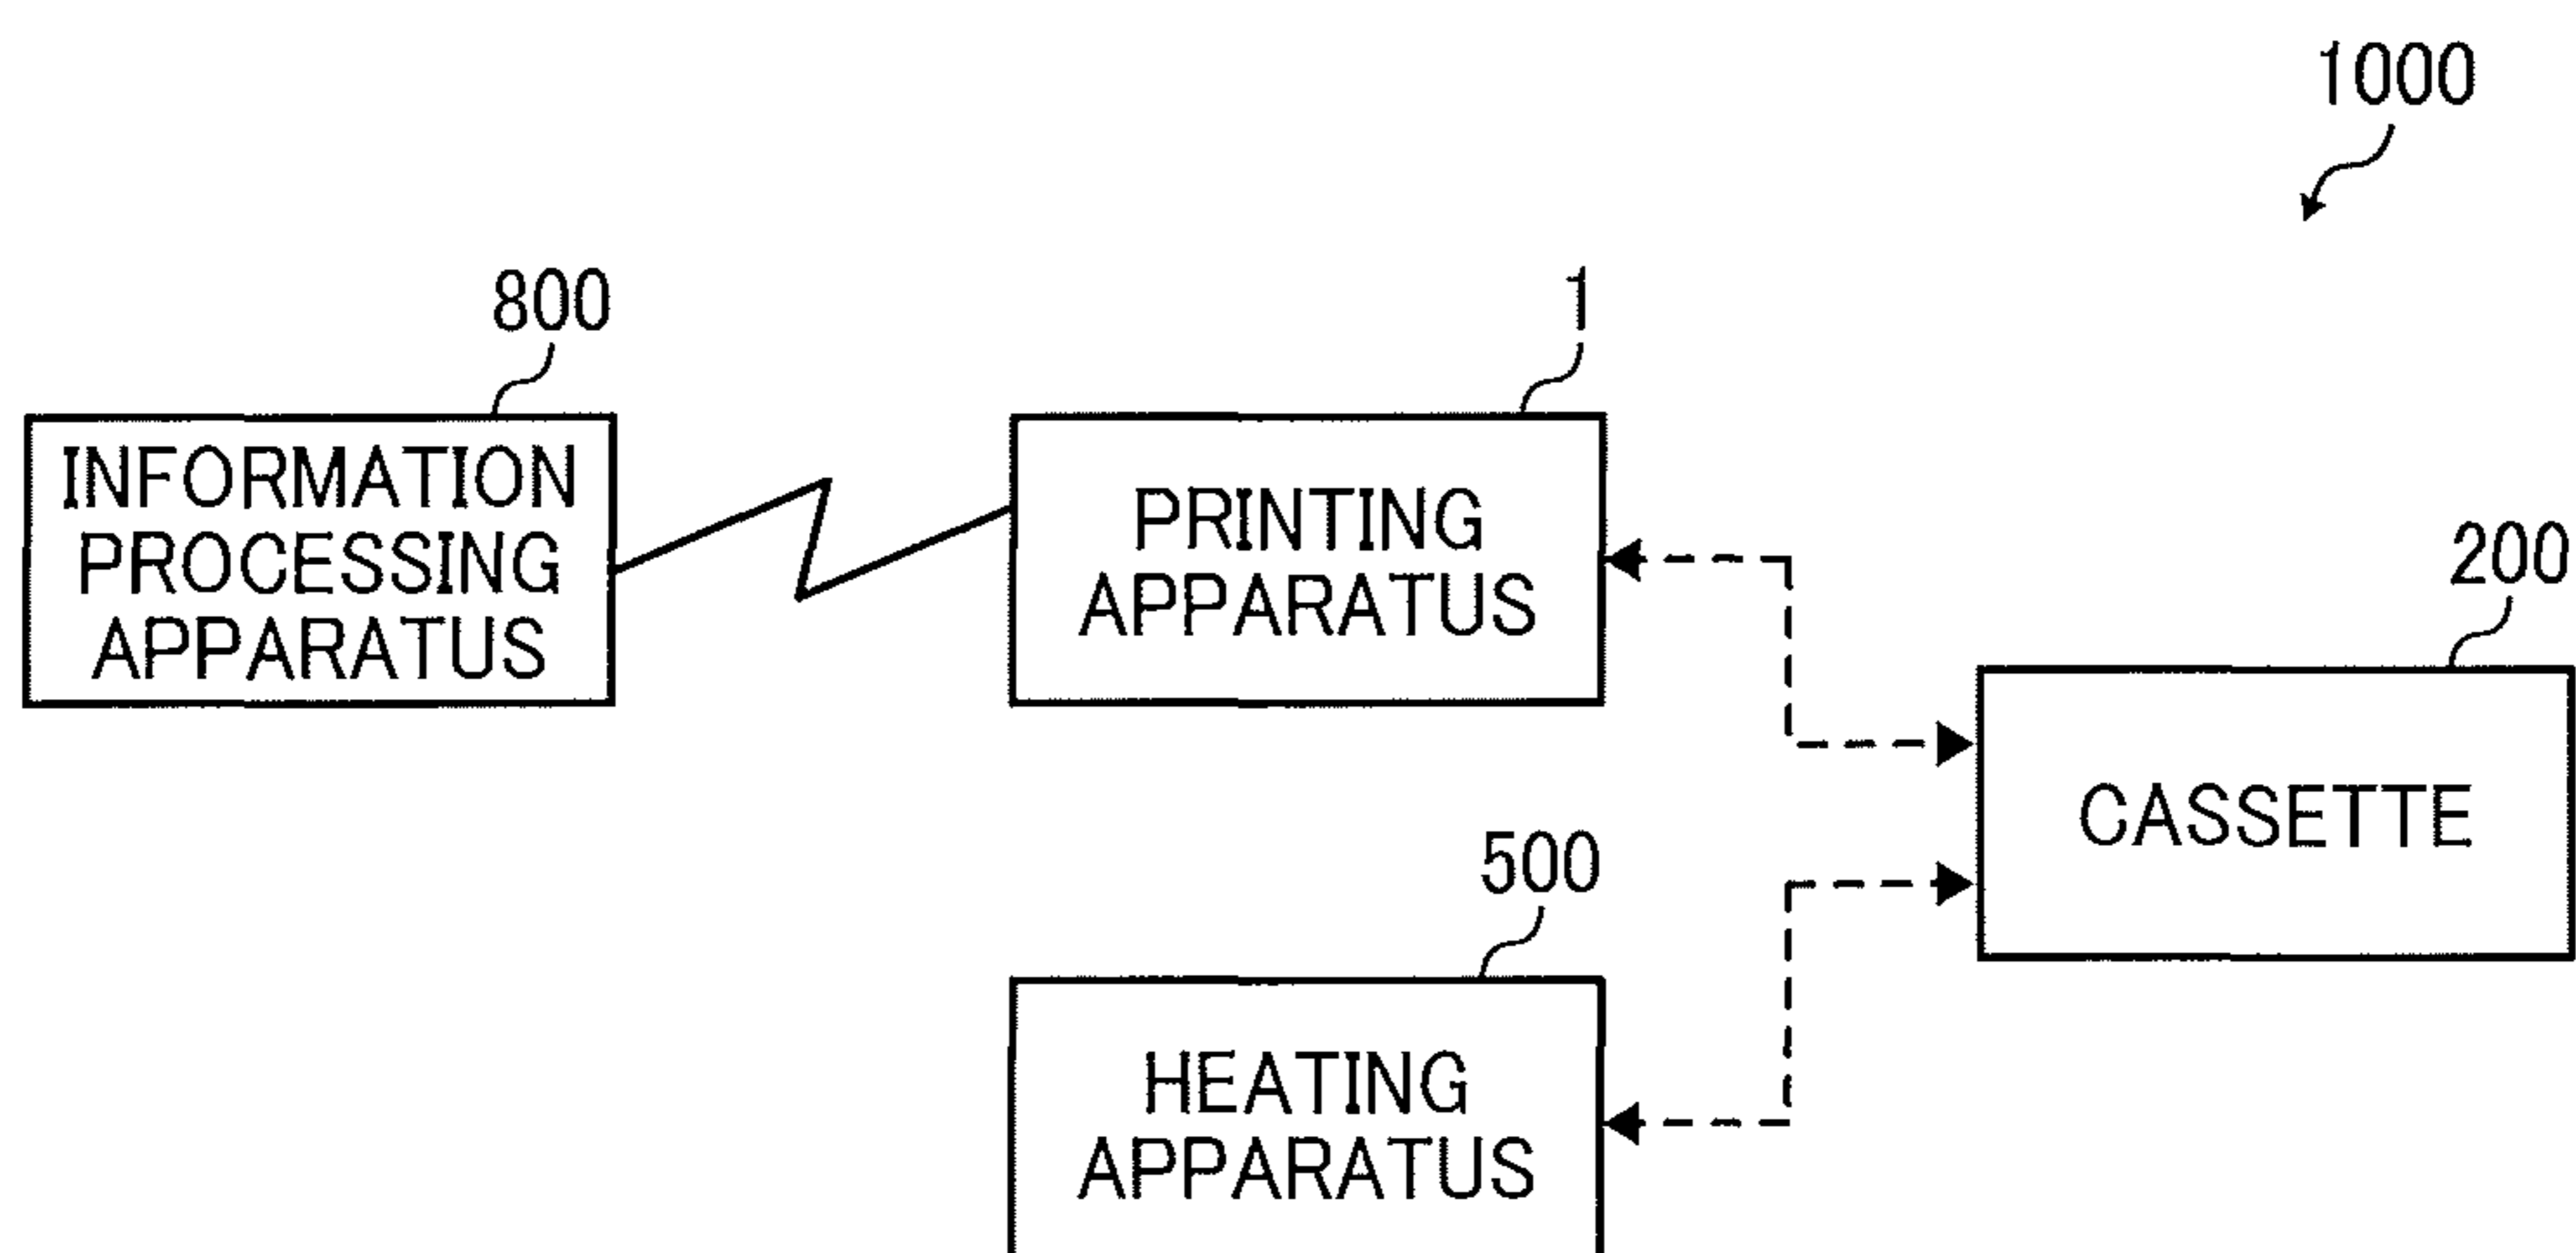 1000
800
1
INFORMATION
PROCESSING
APPARATUS
PRINTING
APPARATUS
200
CASSETTE
500
HEATING
APPARATUS